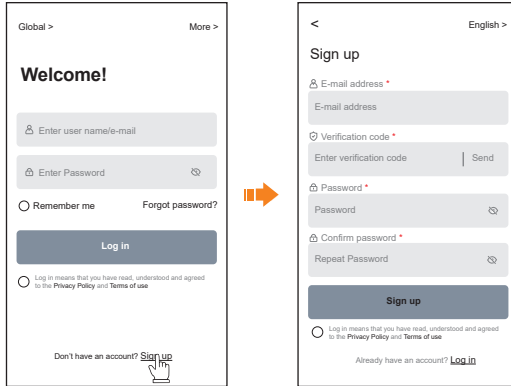 Global >
More >
Welcome!
Enter user name/e-mail
Enter Password
Remember me
Forgot password?
Log in
Log in means that you have read, understood and agreed
to the Privacy Policy and Terms of use
Don't have an account? Sign up
<
English >
Sign up
E-mail address *
E-mail address
Verification code *
Enter verification code | Send
Password *
Password
Confirm password *
Repeat Password
Sign up
Log in means that you have read, understood and agreed
to the Privacy Policy and Terms of use
Already have an account? Log in